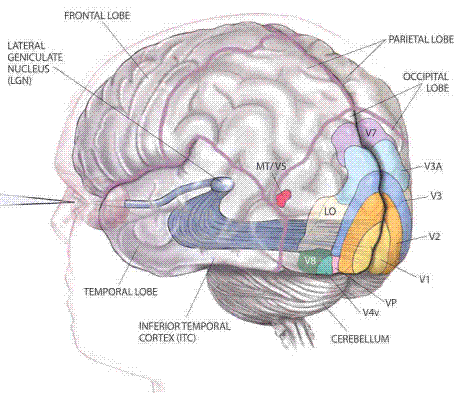 FRONTAL LOBE
PARIETAL LOBE
LATERAL
GENICULATE
NUCLEUS
(LGN)
OCCIPITAL
LOBE
V7
MT/V5
V3A
V3
LO
V2
V8
V1
TEMPORAL LOBE
VP
V4v
INFERIOR TEMPORAL
CORTEX (ITC)
CEREBELLUM